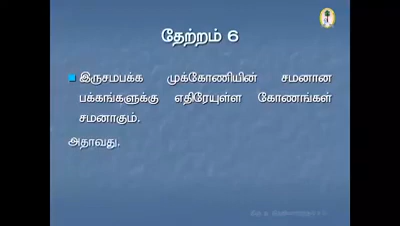 தேற்றம் 6
இருசமபக்க முக்கோணியின் சமனான
பக்கங்களுக்கு எதிரேயுள்ள கோணங்கள்
சமனாகும்.
அதாவது.